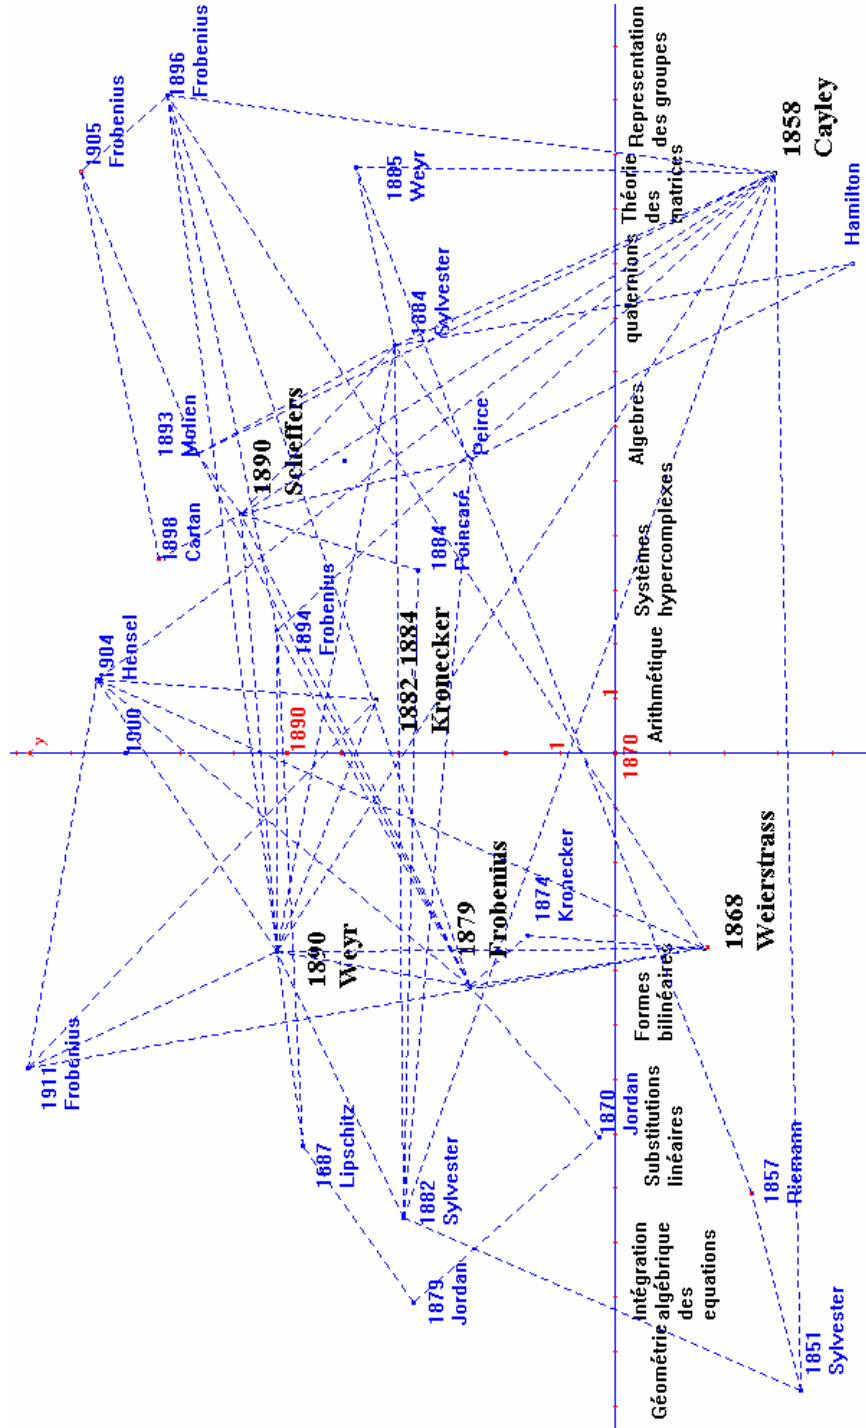 1911
Frobenius
1904
Hensel
1905
Frobenius
1896
Frobenius
y
1900
1898
Cartan
1893
Molien
1890
Scheffers
1887
Lipschitz
1890
Weyr
1890
1894
Frobenius
1885
Weyr
1879
Jordan
1882
Sylvester
1882-1884
Kronecker
1884
Poincaré
1884
Sylvester
1879
Frobenius
Peirce
1874
Kronecker
1
1
1870
Jordan
1870
Géométrie
Intégration
algébrique
des
equations
Substitutions
linéaires
Formes
bilinéaires
Arithmétique
Systèmes
hypercomplexes
Algebres
quaternions
Théorie
des
matrices
Representation
des groupes
1868
Weierstrass
1857
Riemann
1851
Sylvester
1858
Cayley
Hamilton